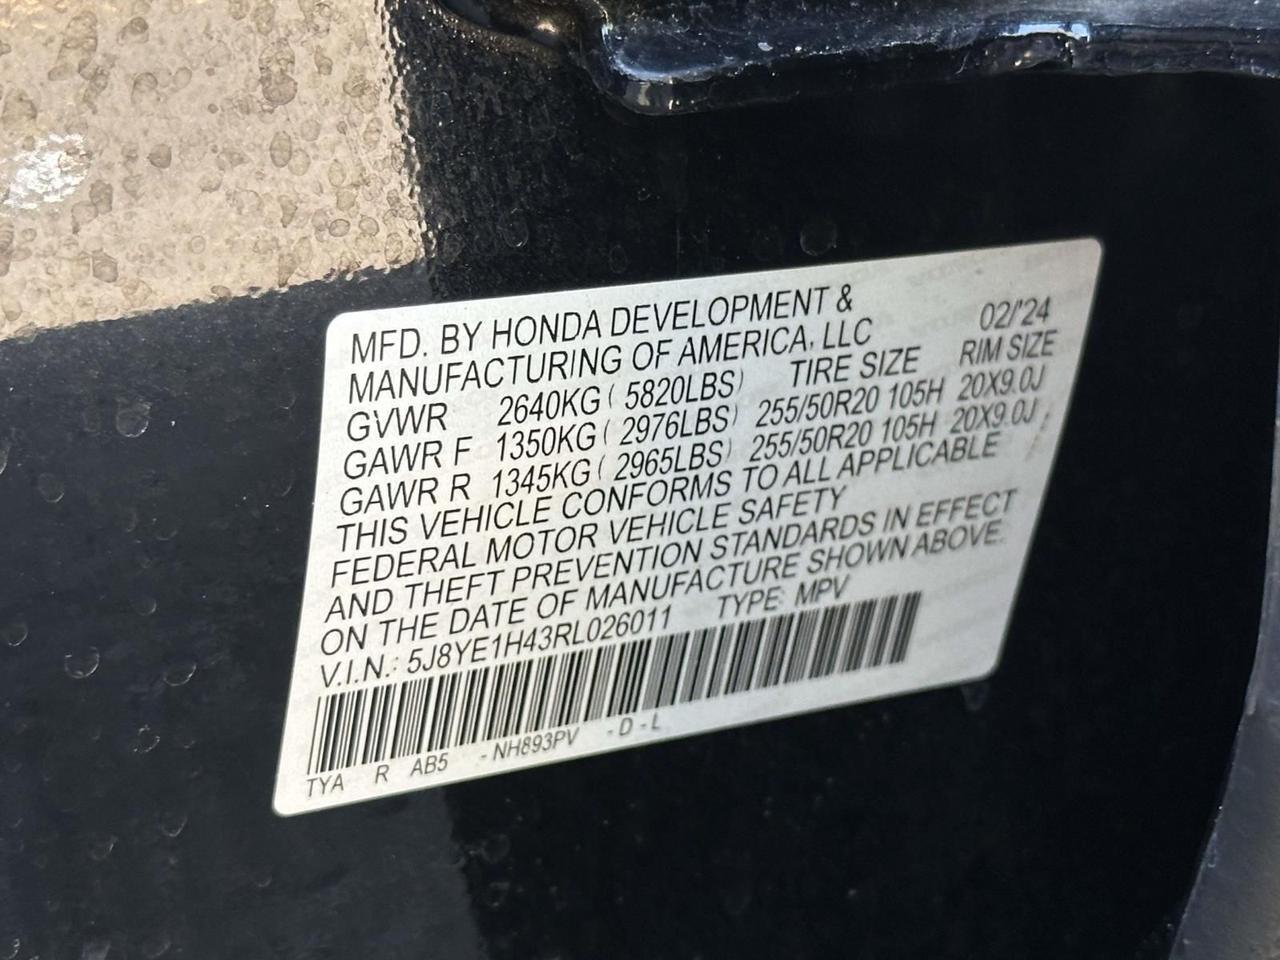 MFD. BY HONDA DEVELOPMENT &
MANUFACTURING OF AMERICA, LLC 02/'24
GVWR 2640KG ( 5820LBS) TIRE SIZE RIM SIZE
GAWR F 1350KG ( 2976LBS) 255/50R20 105H 20X9.0J
GAWR R 1345KG ( 2965LBS) 255/50R20 105H 20X9.0J
THIS VEHICLE CONFORMS TO ALL APPLICABLE
FEDERAL MOTOR VEHICLE SAFETY
AND THEFT PREVENTION STANDARDS IN EFFECT
ON THE DATE OF MANUFACTURE SHOWN ABOVE.
V.I.N.: 5J8YE1H43RL026011 TYPE: MPV
TYA R AB5 -NH893PV -D-L